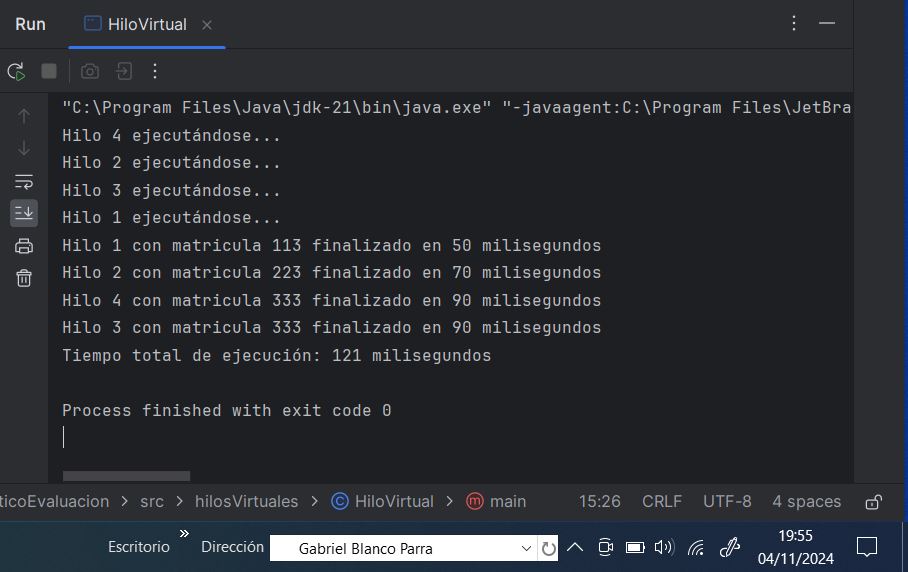 Run HiloVirtual
"C:\Program Files\Java\jdk-21\bin\java.exe" "-javaagent:C:\Program Files\JetBra
Hilo 4 ejecutándose...
Hilo 2 ejecutándose...
Hilo 3 ejecutándose...
Hilo 1 ejecutándose...
Hilo 1 con matricula 113 finalizado en 50 milisegundos
Hilo 2 con matricula 223 finalizado en 70 milisegundos
Hilo 4 con matricula 333 finalizado en 90 milisegundos
Hilo 3 con matricula 333 finalizado en 90 milisegundos
Tiempo total de ejecución: 121 milisegundos
Process finished with exit code 0
ticoEvaluacion > src > hilosVirtuales > C HiloVirtual > m main 15:26 CRLF UTF-8 4 spaces
Escritorio » Dirección Gabriel Blanco Parra 19:55
04/11/2024